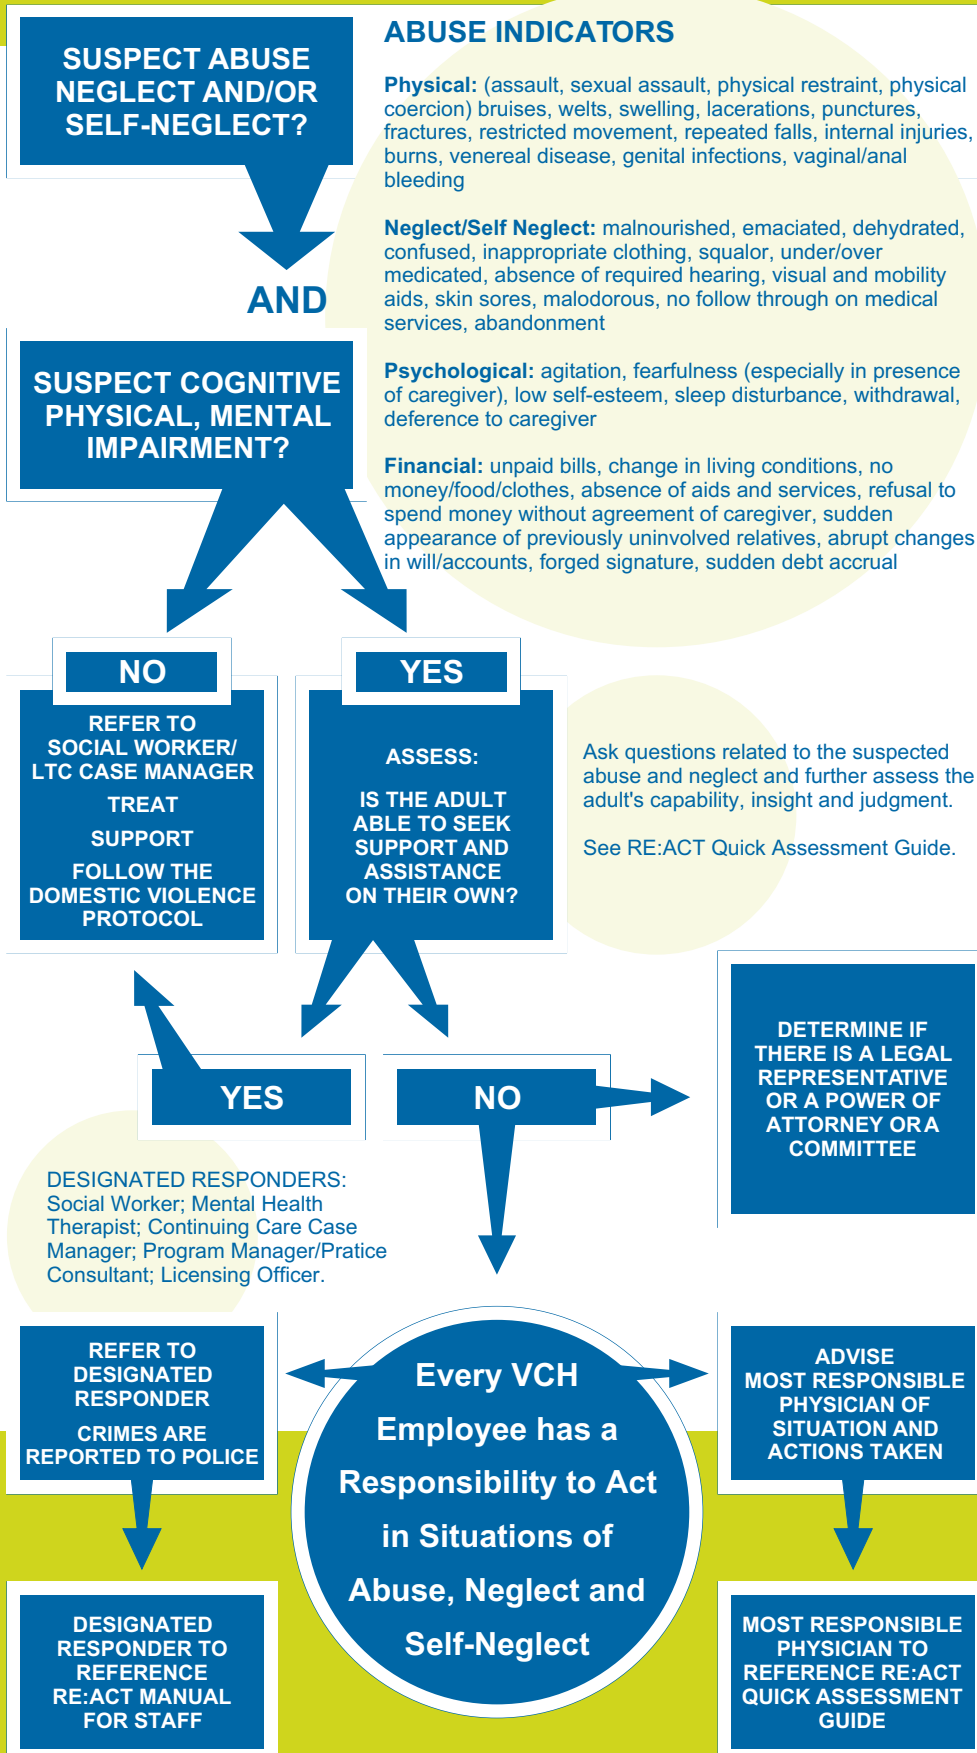 SUSPECT ABUSE
NEGLECT AND/OR
SELF-NEGLECT?
ABUSE INDICATORS
Physical: (assault, sexual assault, physical restraint, physical
coercion) bruises, welts, swelling, lacerations, punctures,
fractures, restricted movement, repeated falls, internal injuries,
burns, venereal disease, genital infections, vaginal/anal
bleeding
Neglect/Self Neglect: malnourished, emaciated, dehydrated,
confused, inappropriate clothing, squalor, under/over
medicated, absence of required hearing, visual and mobility
aids, skin sores, malodorous, no follow through on medical
services, abandonment
AND
SUSPECT COGNITIVE
PHYSICAL, MENTAL
IMPAIRMENT?
Psychological: agitation, fearfulness (especially in presence
of caregiver), low self-esteem, sleep disturbance, withdrawal,
deference to caregiver
Financial: unpaid bills, change in living conditions, no
money/food/clothes, absence of aids and services, refusal to
spend money without agreement of caregiver, sudden
appearance of previously uninvolved relatives, abrupt changes
in will/accounts, forged signature, sudden debt accrual
NO
REFER TO
SOCIAL WORKER/
LTC CASE MANAGER
TREAT
SUPPORT
FOLLOW THE
DOMESTIC VIOLENCE
PROTOCOL
YES
ASSESS:
IS THE ADULT
ABLE TO SEEK
SUPPORT AND
ASSISTANCE
ON THEIR OWN?
Ask questions related to the suspected
abuse and neglect and further assess the
adult's capability, insight and judgment.
See RE:ACT Quick Assessment Guide.
YES
NO
DETERMINE IF
THERE IS A LEGAL
REPRESENTATIVE
OR A POWER OF
ATTORNEY OR A
COMMITTEE
DESIGNATED RESPONDERS:
Social Worker; Mental Health
Therapist; Continuing Care Case
Manager; Program Manager/Pratice
Consultant; Licensing Officer.
REFER TO
DESIGNATED
RESPONDER
CRIMES ARE
REPORTED TO POLICE
Every VCH
Employee has a
Responsibility to Act
in Situations of
Abuse, Neglect and
Self-Neglect
ADVISE
MOST RESPONSIBLE
PHYSICIAN OF
SITUATION AND
ACTIONS TAKEN
DESIGNATED
RESPONDER TO
REFERENCE
RE:ACT MANUAL
FOR STAFF
MOST RESPONSIBLE
PHYSICIAN TO
REFERENCE RE:ACT
QUICK ASSESSMENT
GUIDE